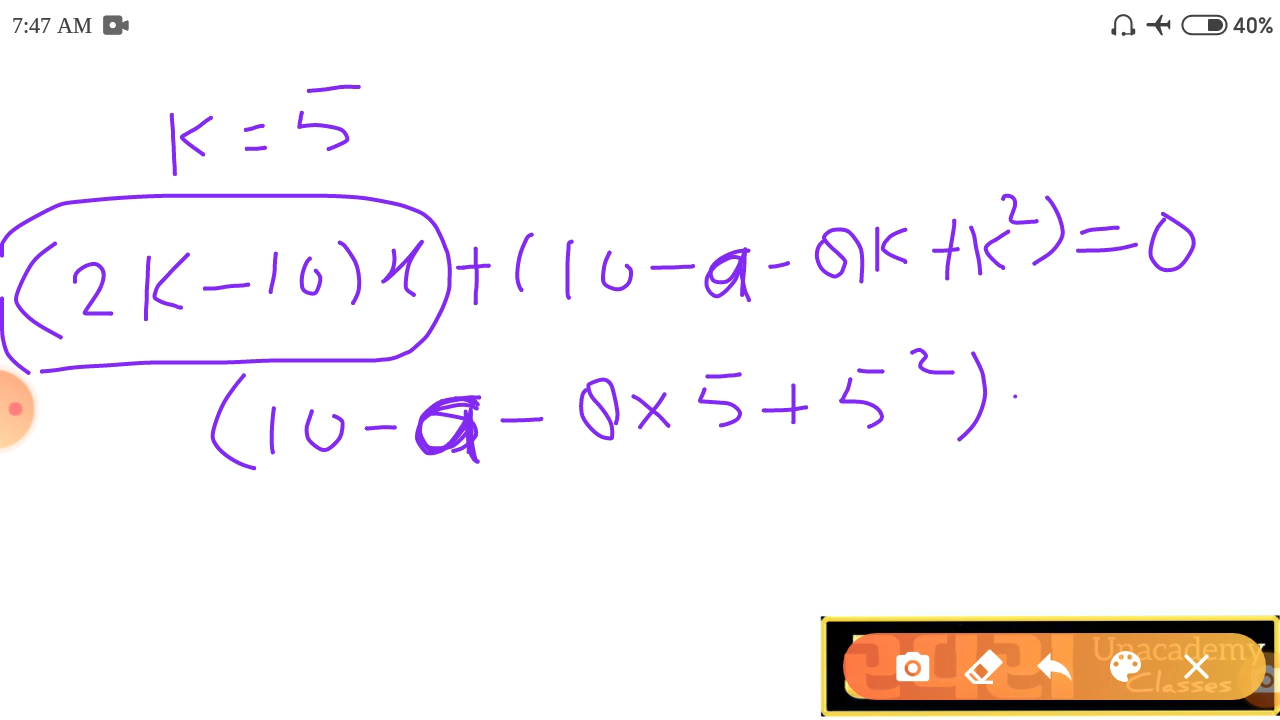 7:47 AM 40%
K = 5
(2K-10)x + (10-a-8K+K²)=0
(10-a-8×5+5²)
Unacademy
Classes